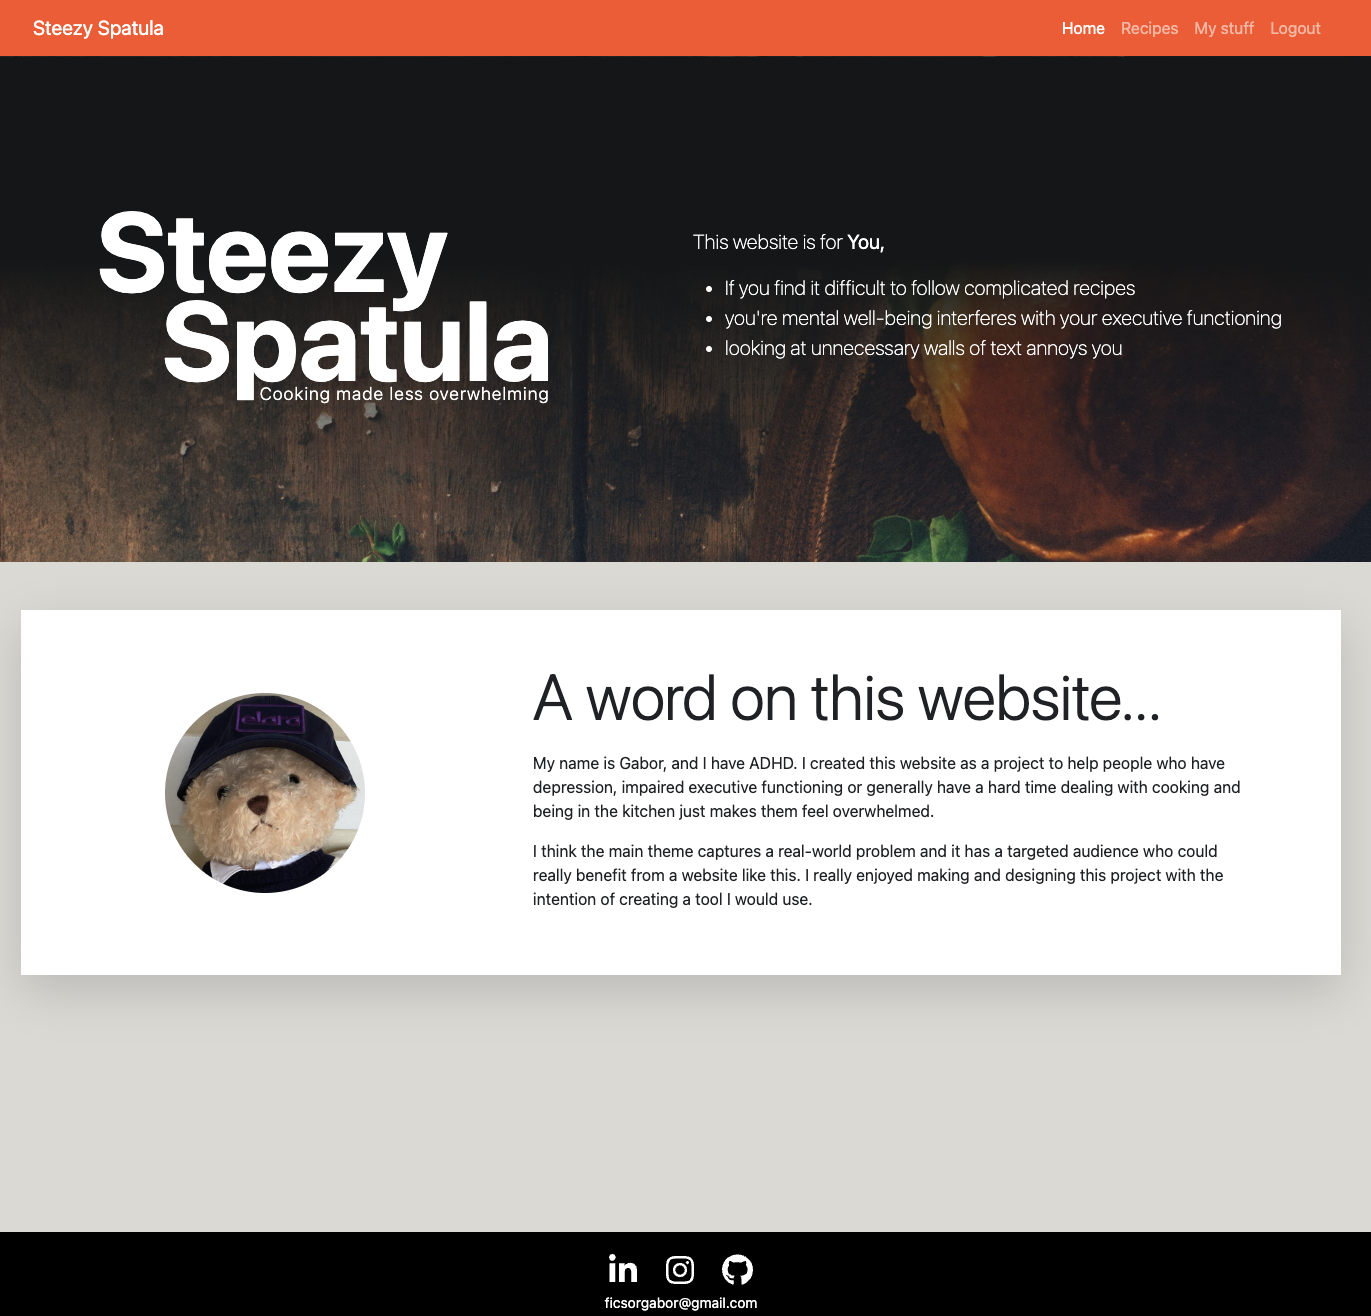 Steezy Spatula
Home Recipes My stuff Logout
Steezy
Spatula
Cooking made less overwhelming
This website is for You,
If you find it difficult to follow complicated recipes
you're mental well-being interferes with your executive functioning
looking at unnecessary walls of text annoys you
elara
A word on this website...
My name is Gabor, and I have ADHD. I created this website as a project to help people who have
depression, impaired executive functioning or generally have a hard time dealing with cooking and
being in the kitchen just makes them feel overwhelmed.
I think the main theme captures a real-world problem and it has a targeted audience who could
really benefit from a website like this. I really enjoyed making and designing this project with the
intention of creating a tool I would use.
in
ficsorgabor@gmail.com